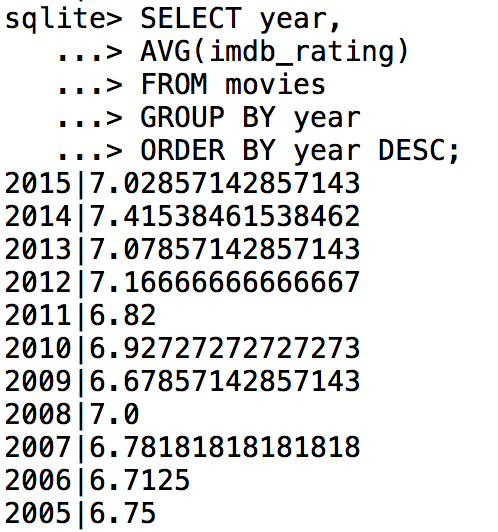 sqlite> SELECT year,
   ...> AVG(imdb_rating)
   ...> FROM movies
   ...> GROUP BY year
   ...> ORDER BY year DESC;
2015|7.02857142857143
2014|7.41538461538462
2013|7.07857142857143
2012|7.16666666666667
2011|6.82
2010|6.92727272727273
2009|6.67857142857143
2008|7.0
2007|6.78181818181818
2006|6.7125
2005|6.75